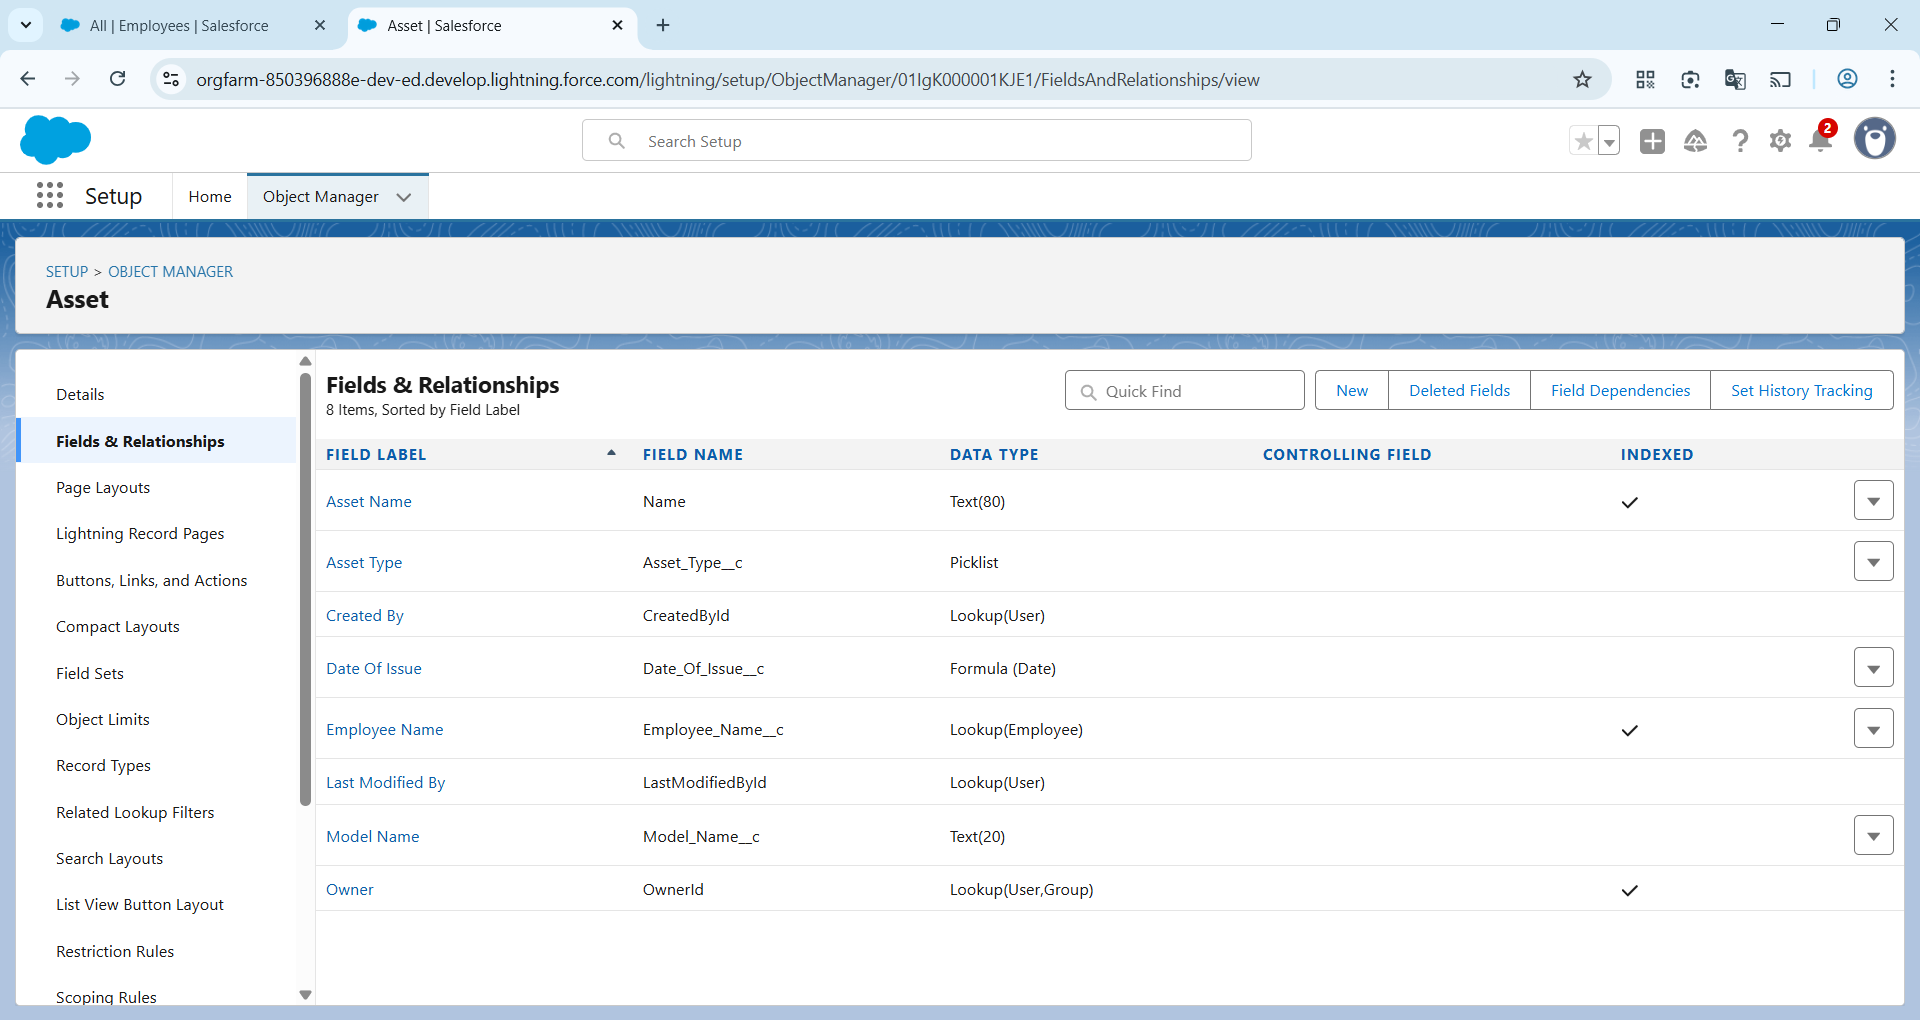 All | Employees | Salesforce
Asset | Salesforce
orgfarm-850396888e-dev-ed.develop.lightning.force.com/lightning/setup/ObjectManager/01IgK000001KJE1/FieldsAndRelationships/view
Search Setup
2
Setup
Home
Object Manager
SETUP > OBJECT MANAGER
Asset
Details
Fields & Relationships
Page Layouts
Lightning Record Pages
Buttons, Links, and Actions
Compact Layouts
Field Sets
Object Limits
Record Types
Related Lookup Filters
Search Layouts
List View Button Layout
Restriction Rules
Scoping Rules
Fields & Relationships
8 Items, Sorted by Field Label
Quick Find
New
Deleted Fields
Field Dependencies
Set History Tracking
FIELD LABEL FIELD NAME DATA TYPE CONTROLLING FIELD INDEXED
Asset Name Name Text(80)
Asset Type Asset_Type__c Picklist
Created By CreatedById Lookup(User)
Date Of Issue Date_Of_Issue__c Formula (Date)
Employee Name Employee_Name__c Lookup(Employee)
Last Modified By LastModifiedById Lookup(User)
Model Name Model_Name__c Text(20)
Owner OwnerId Lookup(User,Group)